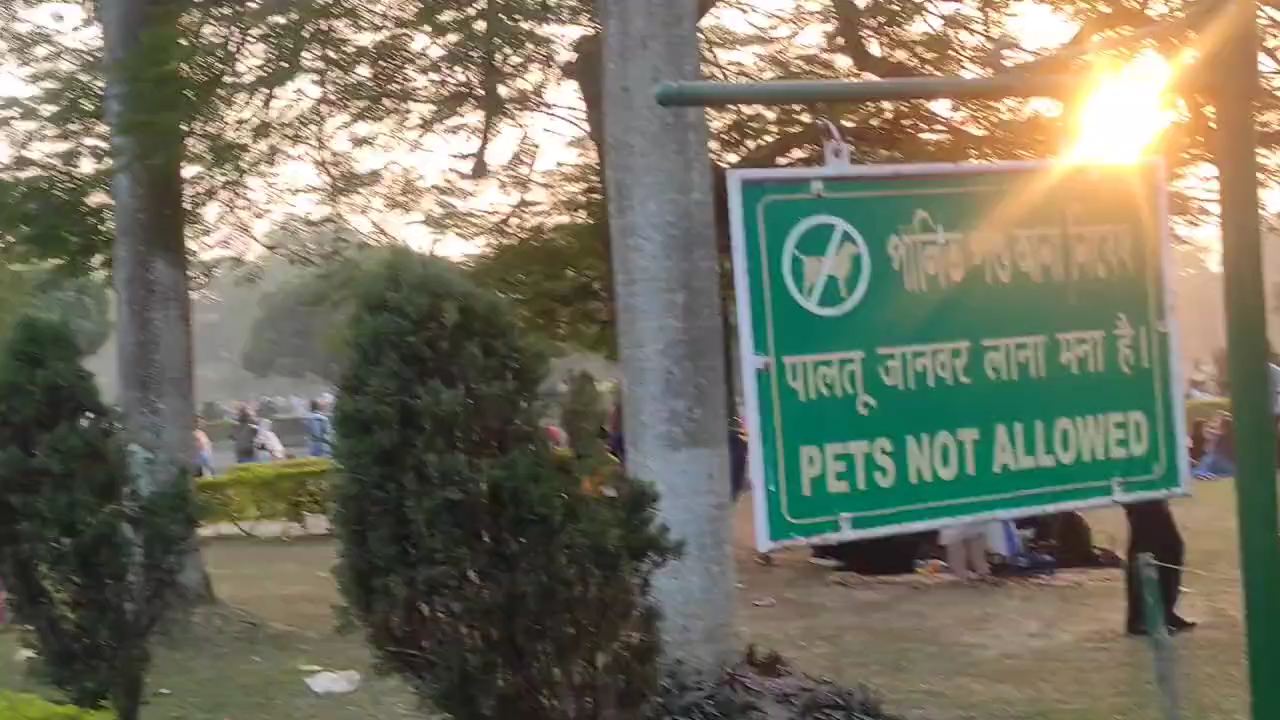 পালিত
पालतू जानवर लाना मना है।
PETS NOT ALLOWED